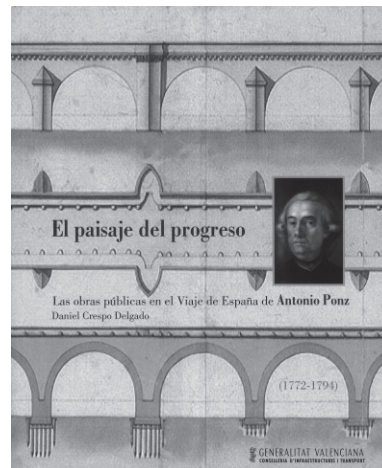 El paisaje del progreso
Las obras públicas en el Viaje de España de Antonio Ponz
Daniel Crespo Delgado
(1772-1794)
GENERALITAT VALENCIANA
CONSELLERIA D'INFRAESTRUCTURES I TRANSPORT